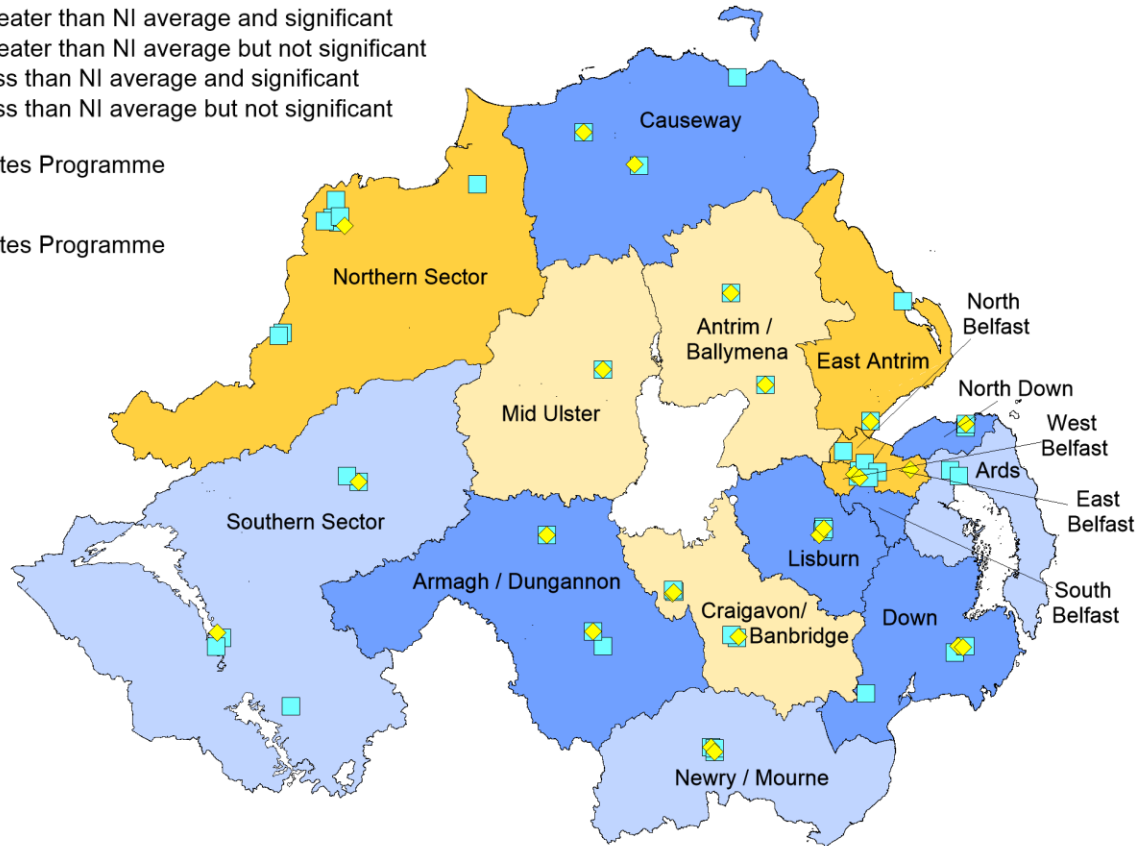 eater than NI average and significant
eater than NI average but not significant
ss than NI average and significant
ss than NI average but not significant
tes Programme
tes Programme
Causeway
Northern Sector
North
Belfast
Antrim /
Ballymena
East Antrim
North Down
Mid Ulster
West
Belfast
Ards
Southern Sector
East
Belfast
Lisburn
Armagh / Dungannon
South
Belfast
Craigavon/
Banbridge
Down
Newry / Mourne